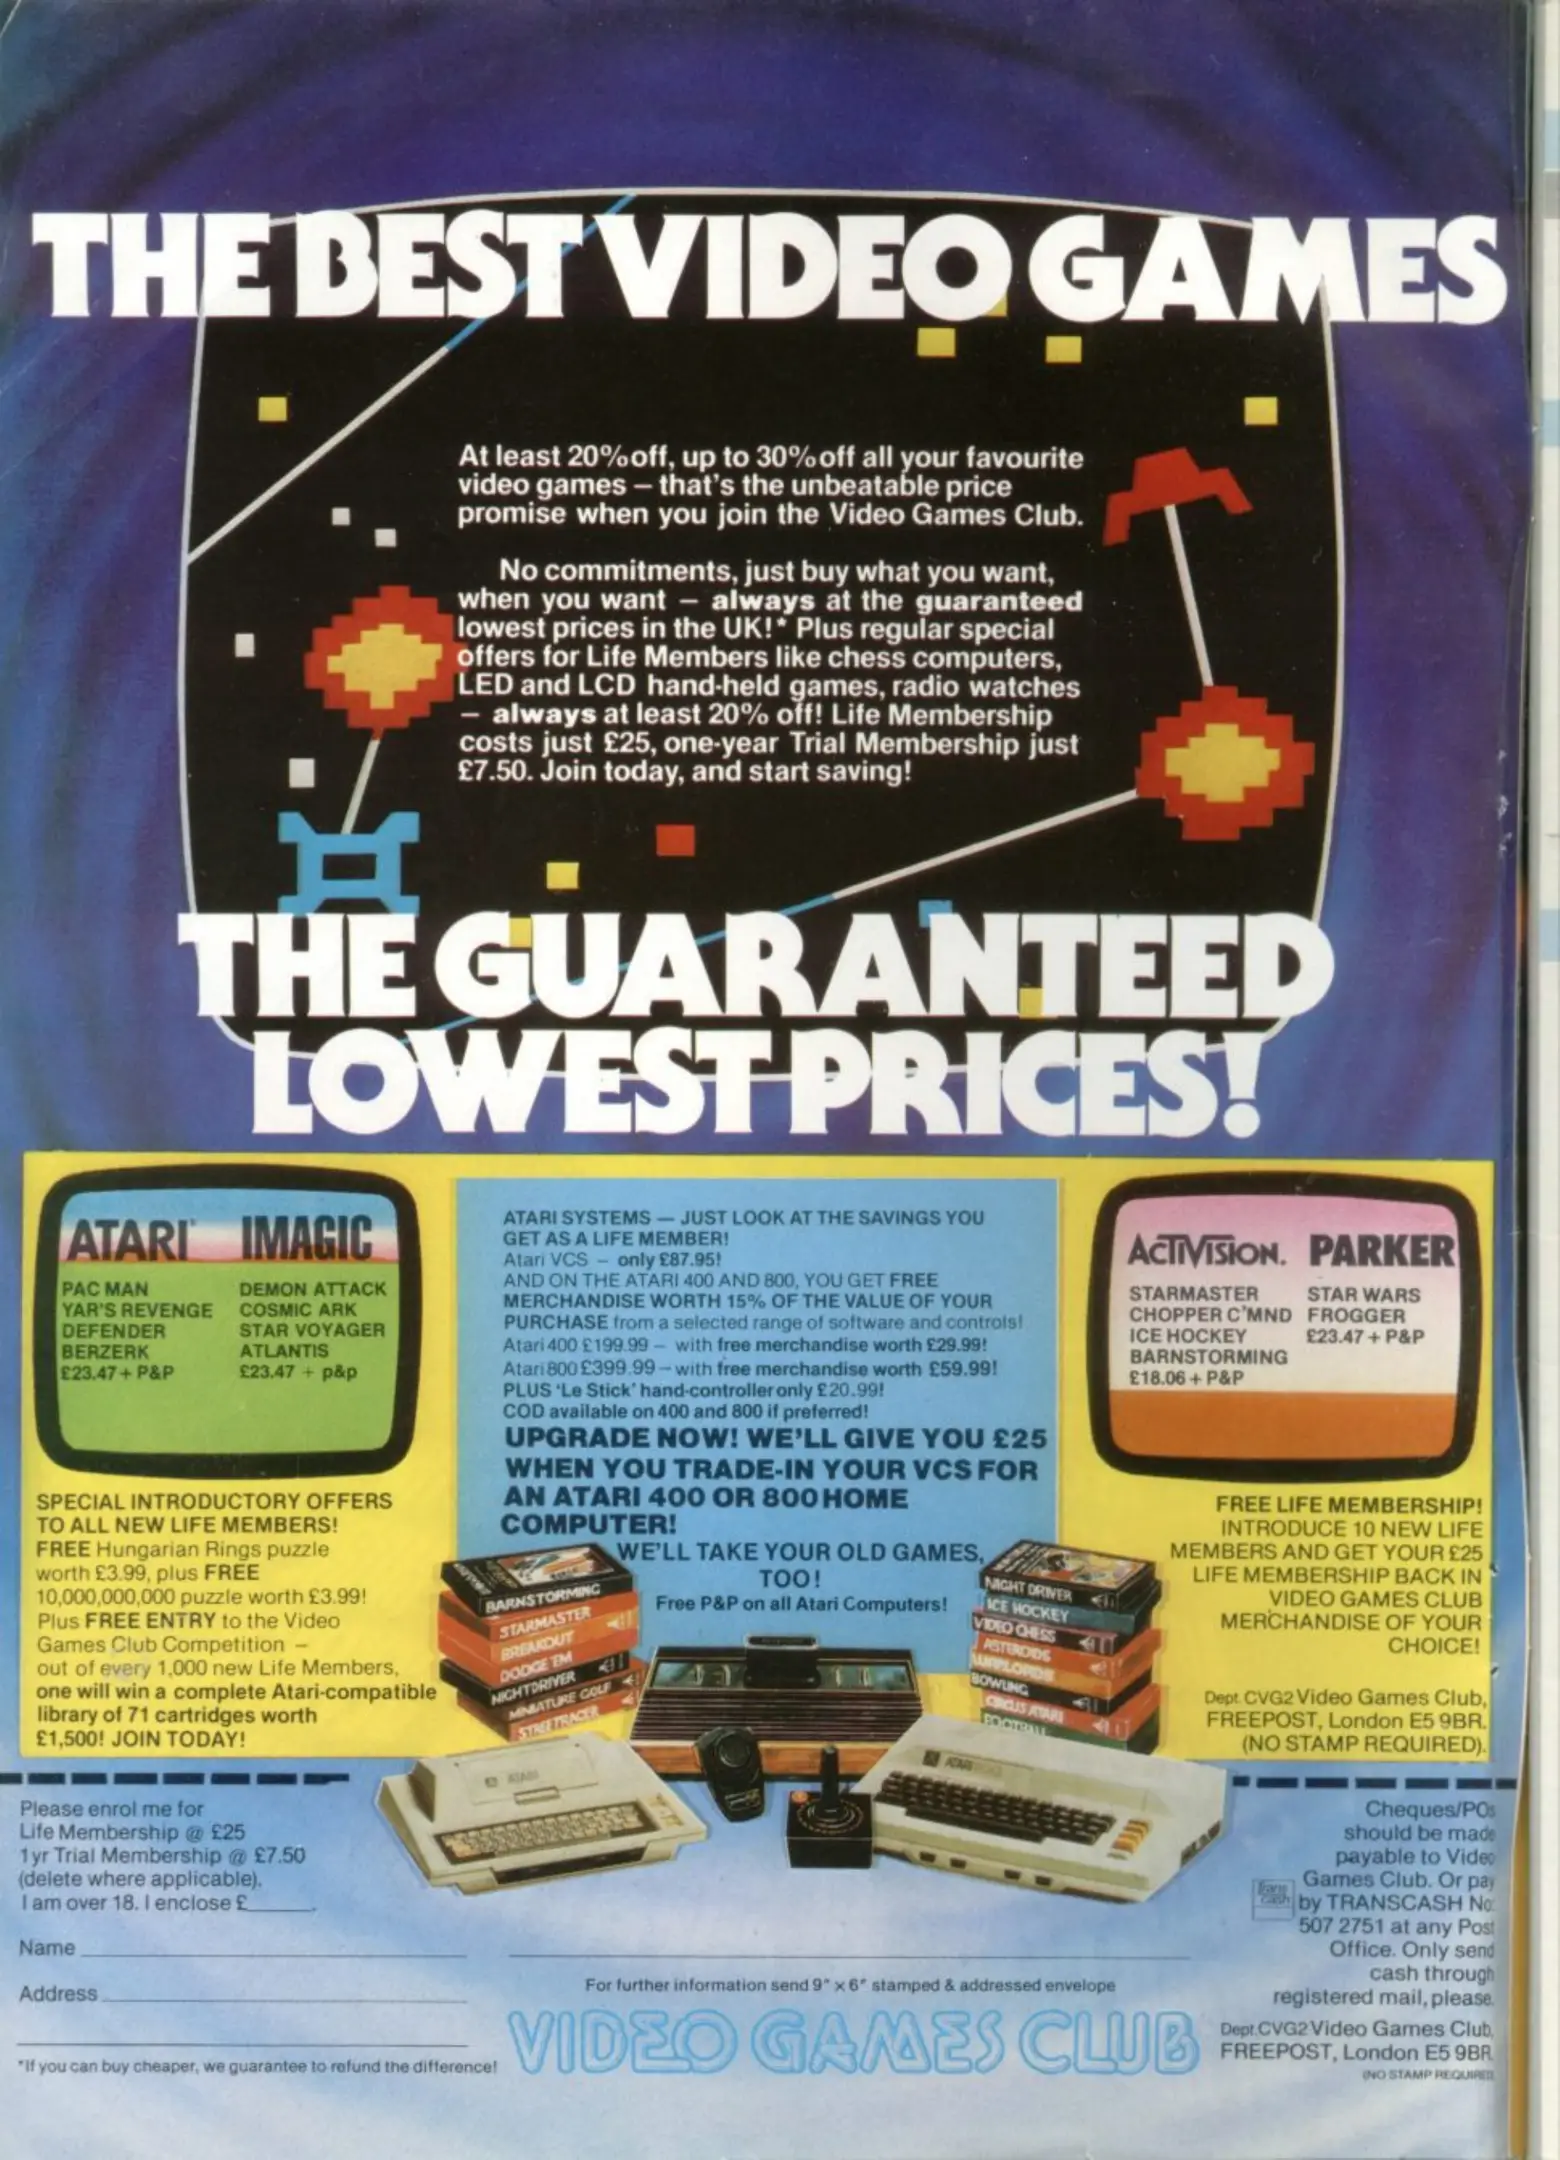 THE BEST VIDEO GAMES
At least 20% off, up to 30% off all your favourite
video games – that's the unbeatable price
promise when you join the Video Games Club.
No commitments, just buy what you want,
when you want – always at the guaranteed
lowest prices in the UK!* Plus regular special
offers for Life Members like chess computers,
LED and LCD hand-held games, radio watches
– always at least 20% off! Life Membership
costs just £25, one-year Trial Membership just
£7.50. Join today, and start saving!
THE GUARANTEED
LOWEST PRICES!
ATARI
PAC MAN
YAR'S REVENGE
DEFENDER
BERZERK
£23.47 + P&P
IMAGIC
DEMON ATTACK
COSMIC ARK
STAR VOYAGER
ATLANTIS
£23.47 + p&p
SPECIAL INTRODUCTORY OFFERS
TO ALL NEW LIFE MEMBERS!
FREE Hungarian Rings puzzle
worth £3.99, plus FREE
10,000,000,000 puzzle worth £3.99!
Plus FREE ENTRY to the Video
Games Club Competition –
out of every 1,000 new Life Members,
one will win a complete Atari-compatible
library of 71 cartridges worth
£1,500! JOIN TODAY!
ATARI SYSTEMS — JUST LOOK AT THE SAVINGS YOU
GET AS A LIFE MEMBER!
Atari VCS – only £87.95!
AND ON THE ATARI 400 AND 800, YOU GET FREE
MERCHANDISE WORTH 15% OF THE VALUE OF YOUR
PURCHASE from a selected range of software and controls!
Atari 400 £199.99 – with free merchandise worth £29.99!
Atari 800 £399.99 – with free merchandise worth £59.99!
PLUS 'Le Stick' hand-controller only £20.99!
COD available on 400 and 800 if preferred!
UPGRADE NOW! WE'LL GIVE YOU £25
WHEN YOU TRADE-IN YOUR VCS FOR
AN ATARI 400 OR 800 HOME
COMPUTER!
WE'LL TAKE YOUR OLD GAMES,
TOO!
Free P&P on all Atari Computers!
BARNSTORMING
STARMASTER
BREAKOUT
DODGE 'EM
NIGHT DRIVER
MINIATURE GOLF
STREET RACER
NIGHT DRIVER
ICE HOCKEY
VIDEO CHESS
ASTEROIDS
WARLORDS
BOWLING
CIRCUS ATARI
FOOTBALL
ATARI
ATARI
ACTIVISION.
STARMASTER
CHOPPER C'MND
ICE HOCKEY
BARNSTORMING
£18.06 + P&P
PARKER
STAR WARS
FROGGER
£23.47 + P&P
FREE LIFE MEMBERSHIP!
INTRODUCE 10 NEW LIFE
MEMBERS AND GET YOUR £25
LIFE MEMBERSHIP BACK IN
VIDEO GAMES CLUB
MERCHANDISE OF YOUR
CHOICE!
Dept. CVG2 Video Games Club,
FREEPOST, London E5 9BR.
(NO STAMP REQUIRED).
Please enrol me for
Life Membership @ £25
1 yr Trial Membership @ £7.50
(delete where applicable).
I am over 18. I enclose £______.
Name
Address
*If you can buy cheaper, we guarantee to refund the difference!
For further information send 9" × 6" stamped & addressed envelope
VIDEO GAMES CLUB
Cheques/POs
should be made
payable to Video
Games Club. Or pay
Trans cash
by TRANSCASH No:
507 2751 at any Post
Office. Only send
cash through
registered mail, please.
Dept. CVG2 Video Games Club,
FREEPOST, London E5 9BR.
(NO STAMP REQUIRED)